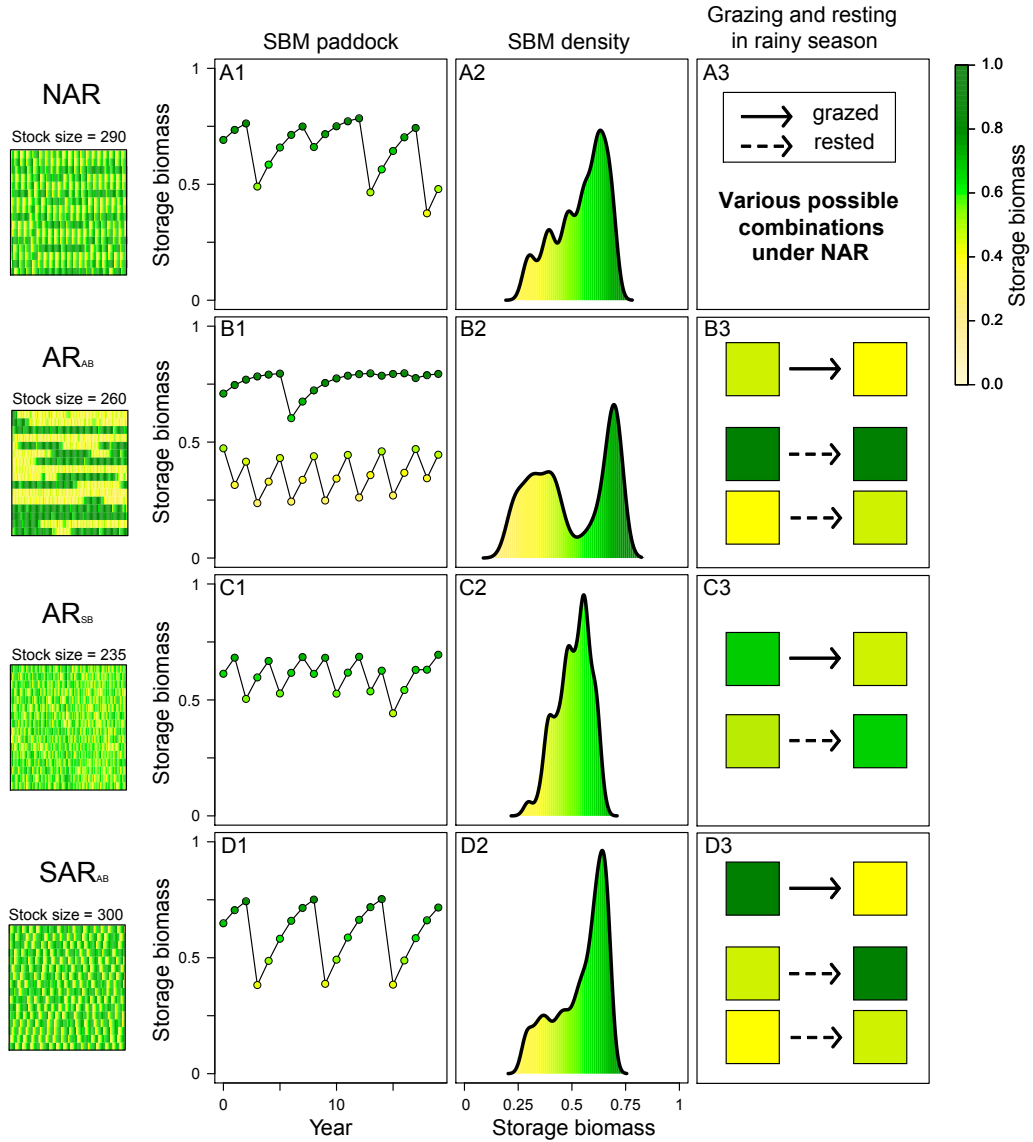 SBM paddock
SBM density
Grazing and resting
in rainy season
NAR
Stock size = 290
Storage biomass
1
0.5
0
A1
A2
A3
grazed
rested
Various possible
combinations
under NAR
1.0
0.8
0.6
0.4
0.2
0.0
Storage biomass
AR AB
Stock size = 260
Storage biomass
1
0.5
0
B1
B2
B3
AR SB
Stock size = 235
Storage biomass
1
0.5
0
C1
C2
C3
SAR AB
Stock size = 300
Storage biomass
1
0.5
0
D1
D2
D3
0
10
Year
0
0.25
0.5
0.75
1
Storage biomass